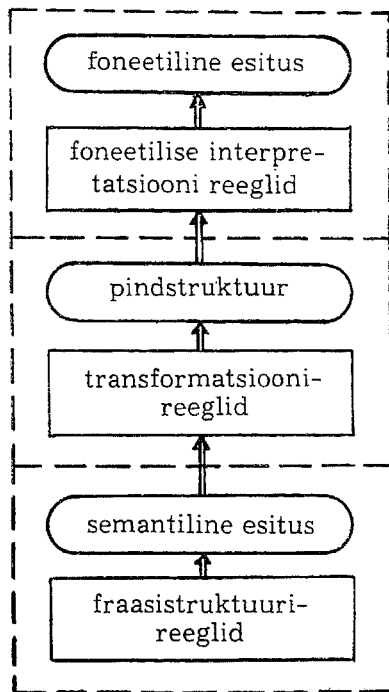 foneetiline esitus
foneetilise interpre-
tatsiooni reeglid
pindstruktuur
transformatsiooni-
reeglid
semantiline esitus
fraasistruktuuri-
reeglid